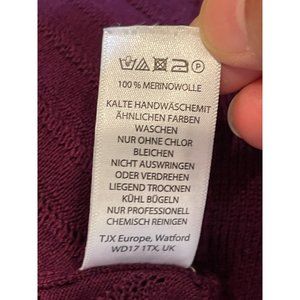 P
100 % MERINOWOLLE
KALTE HANDWÄSCHEMIT
ÄHNLICHEN FARBEN
WASCHEN
NUR OHNE CHLOR
BLEICHEN
NICHT AUSWRINGEN
ODER VERDREHEN
LIEGEND TROCKNEN
KÜHL BÜGELN
NUR PROFESSIONELL
CHEMISCH REINIGEN
TJX Europe, Watford
WD17 1TX, UK